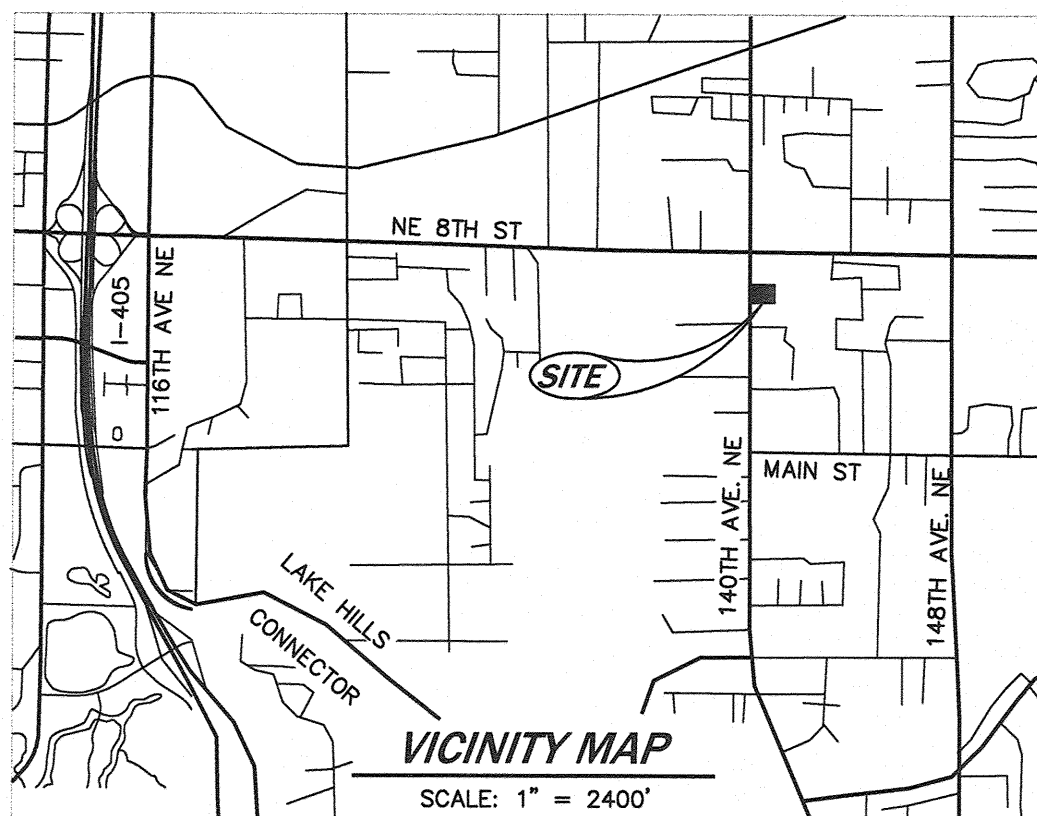 NE 8TH ST
I-405
116TH AVE NE
SITE
MAIN ST
140TH AVE. NE
148TH AVE. NE
LAKE HILLS
CONNECTOR
VICINITY MAP
SCALE: 1" = 2400'